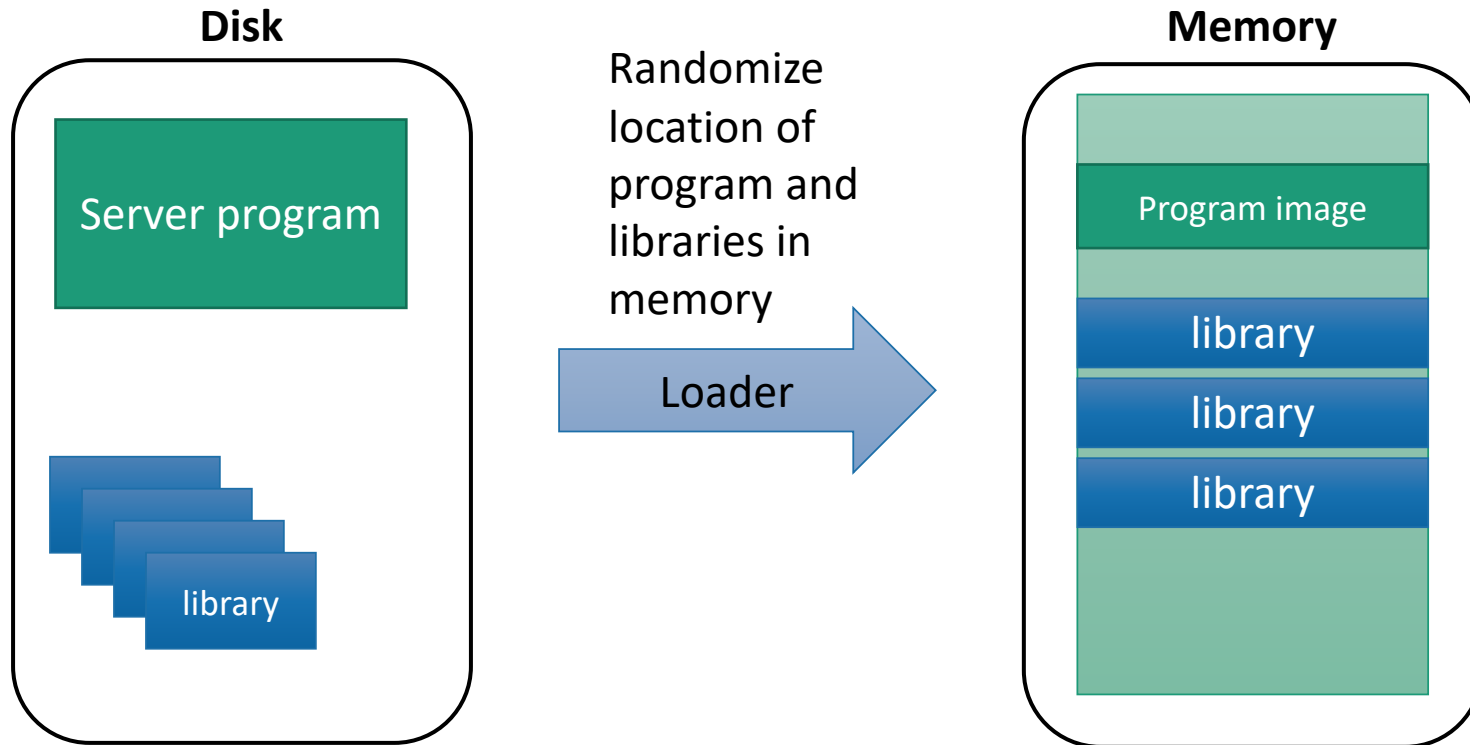 Disk
Server program
library
Randomize
location of
program and
libraries in
memory
Loader
Memory
Program image
library
library
library